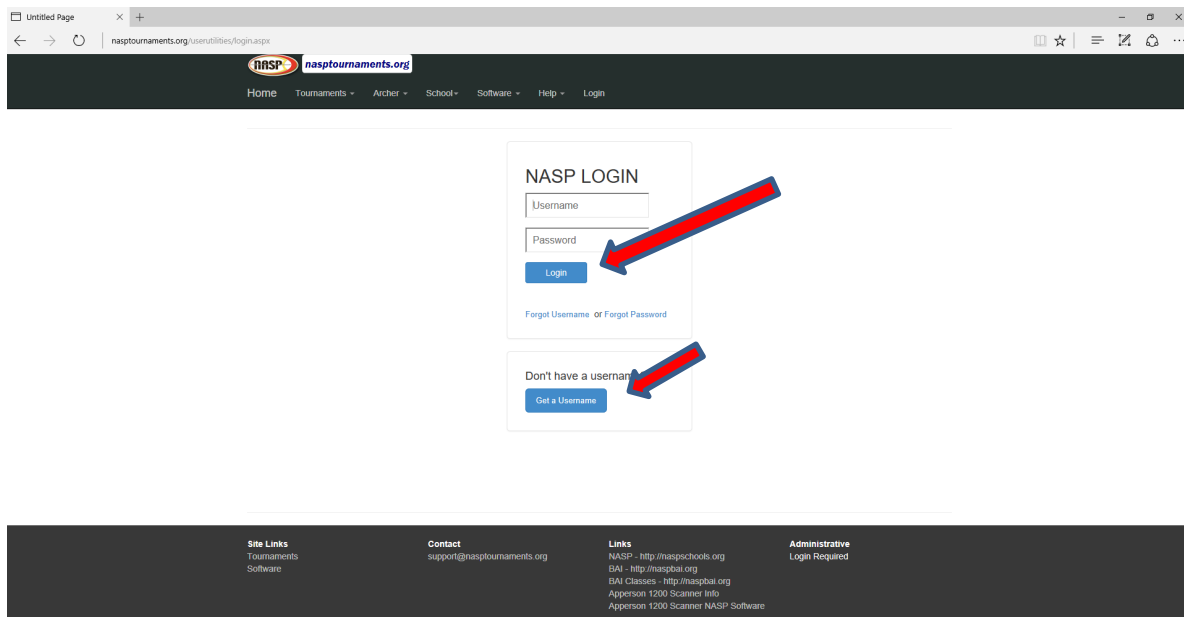 Untitled Page
nasptournaments.org/userutilities/login.aspx
NASP nasptournaments.org
Home Tournaments Archer School Software Help Login
NASP LOGIN
Username
Password
Login
Forgot Username or Forgot Password
Don't have a
Get a Username
Site Links
Tournaments
Software
Contact
support@nasptournaments.org
Links
NASP - http://naspschools.org
BAI - http://naspbai.org
BAI Classes - http://naspbai.org
Apperson 1200 Scanner Info
Apperson 1200 Scanner NASP Software
Administrative
Login Required